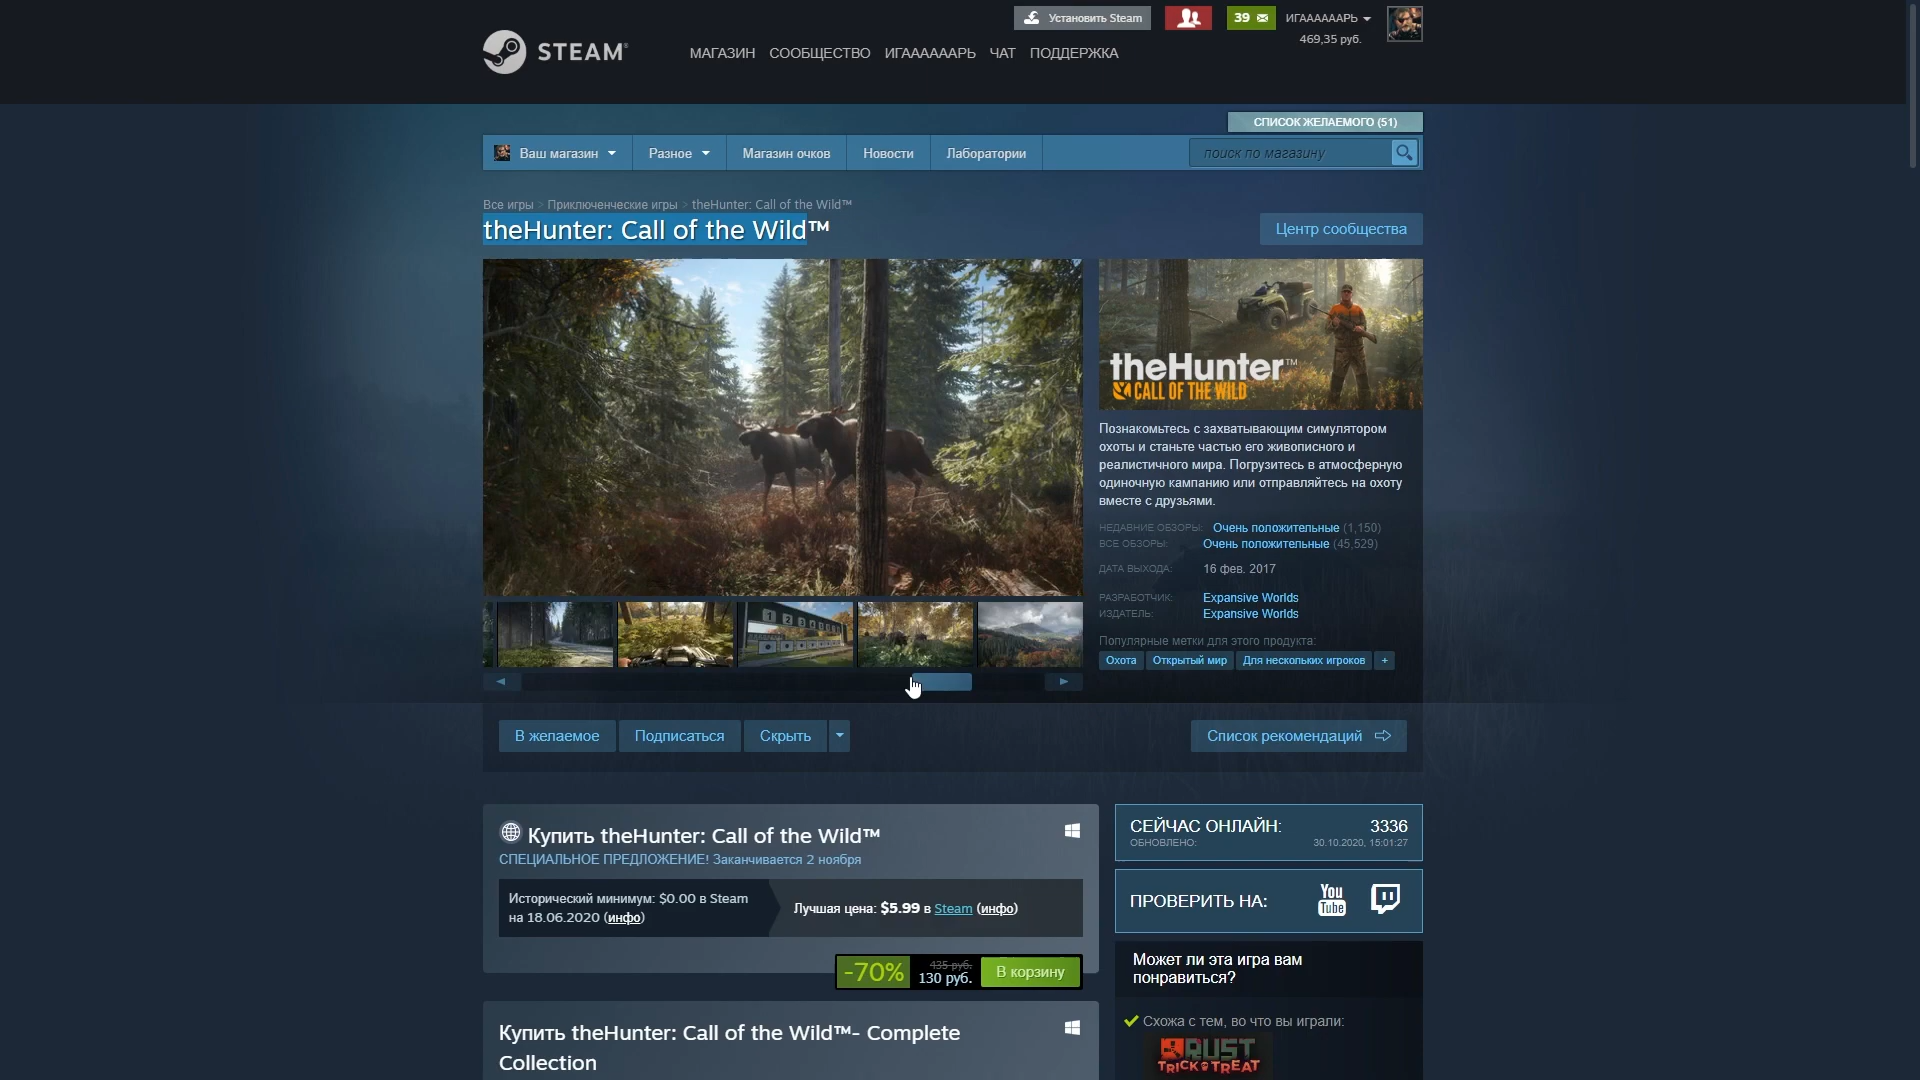 Установить Steam
39
ИГАААААА​РЬ
469,35 руб.
STEAM
МАГАЗИН СООБЩЕСТВО ИГАААААА​РЬ ЧАТ ПОДДЕРЖКА
СПИСОК ЖЕЛАЕМОГО (51)
Ваш магазин Разное Магазин очков Новости Лаборатории поиск по магазину
Все игры > Приключенческие игры > theHunter: Call of the Wild™
theHunter: Call of the Wild™
Центр сообщества
theHunter™
CALL OF THE WILD
Познакомьтесь с захватывающим симулятором
охоты и станьте частью его живописного и
реалистичного мира. Погрузитесь в атмосферную
одиночную кампанию или отправляйтесь на охоту
вместе с друзьями.
НЕДАВНИЕ ОБЗОРЫ: Очень положительные (1,150)
ВСЕ ОБЗОРЫ: Очень положительные (45,529)
ДАТА ВЫХОДА: 16 фев. 2017
РАЗРАБОТЧИК: Expansive Worlds
ИЗДАТЕЛЬ: Expansive Worlds
Популярные метки для этого продукта:
Охота Открытый мир Для нескольких игроков +
В желаемое Подписаться Скрыть
Список рекомендаций
Купить theHunter: Call of the Wild™
СПЕЦИАЛЬНОЕ ПРЕДЛОЖЕНИЕ! Заканчивается 2 ноября
Исторический минимум: $0.00 в Steam
на 18.06.2020 (инфо)
Лучшая цена: $5.99 в Steam (инфо)
-70% 435 руб. 130 руб. В корзину
Купить theHunter: Call of the Wild™- Complete
Collection
СЕЙЧАС ОНЛАЙН: 3336
ОБНОВЛЕНО: 30.10.2020, 15:01:27
ПРОВЕРИТЬ НА: You Tube
Может ли эта игра вам
понравиться?
Схожа с тем, во что вы играли:
RUST
TRICK OR TREAT